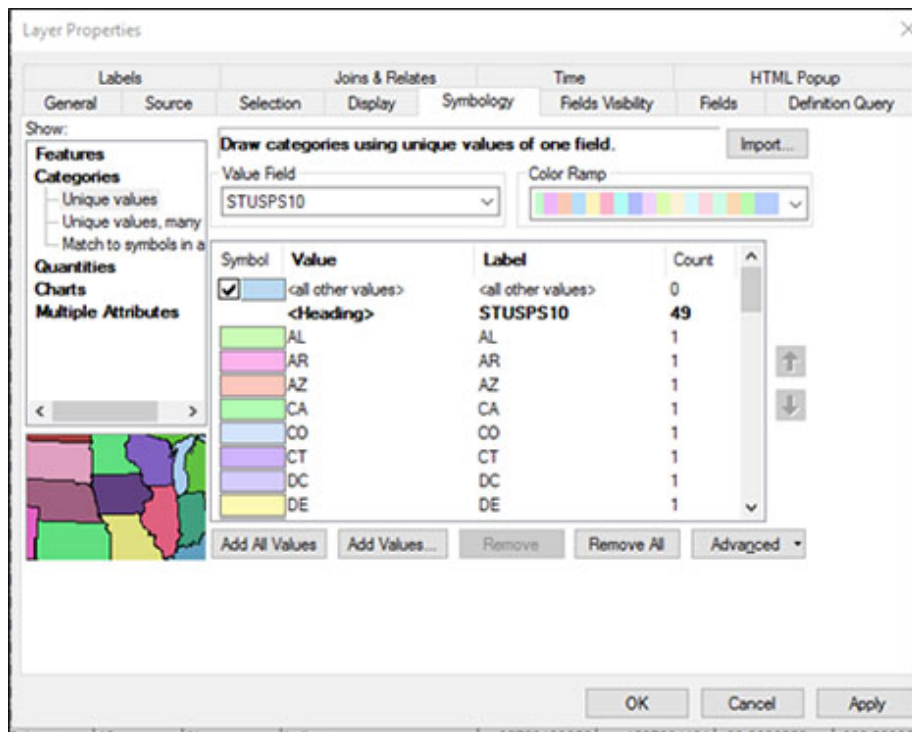 Layer Properties
Labels Joins & Relates Time HTML Popup
General Source Selection Display Symbology Fields Visibility Fields Definition Query
Show:
Features
Categories
Unique values
Unique values, many
Match to symbols in a
Quantities
Charts
Multiple Attributes
Draw categories using unique values of one field.
Import...
Value Field
STUSPS10
Color Ramp
Symbol Value Label Count
<all other values> <all other values> 0
<Heading> STUSPS10 49
AL AL 1
AR AR 1
AZ AZ 1
CA CA 1
CO CO 1
CT CT 1
DC DC 1
DE DE 1
Add All Values Add Values... Remove Remove All Advanced
OK Cancel Apply